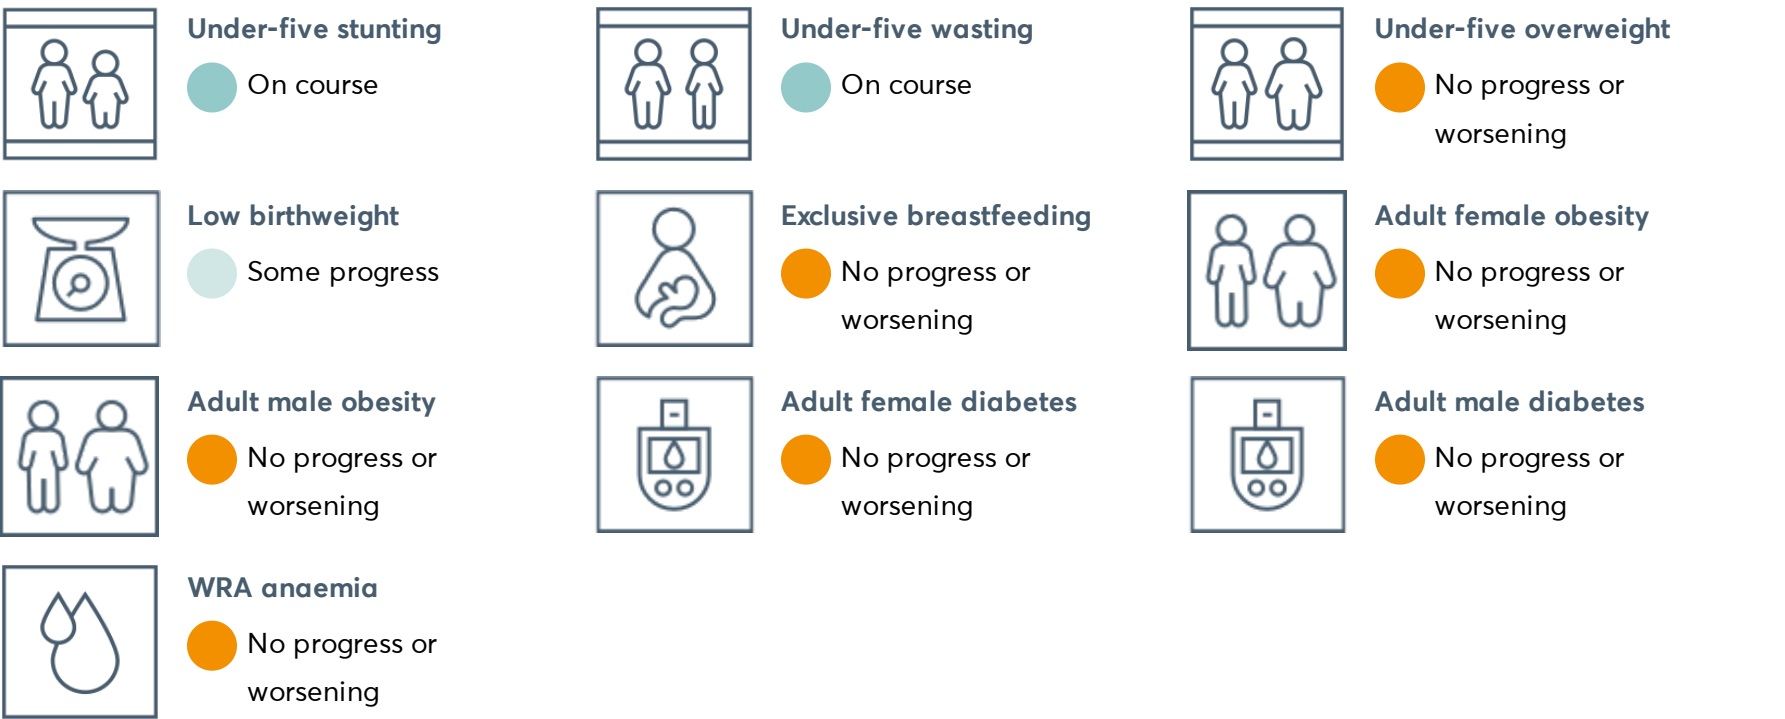 Under-five stunting
On course
Under-five wasting
On course
Under-five overweight
No progress or
worsening
Low birthweight
Some progress
Exclusive breastfeeding
No progress or
worsening
Adult female obesity
No progress or
worsening
Adult male obesity
No progress or
worsening
Adult female diabetes
No progress or
worsening
Adult male diabetes
No progress or
worsening
WRA anaemia
No progress or
worsening